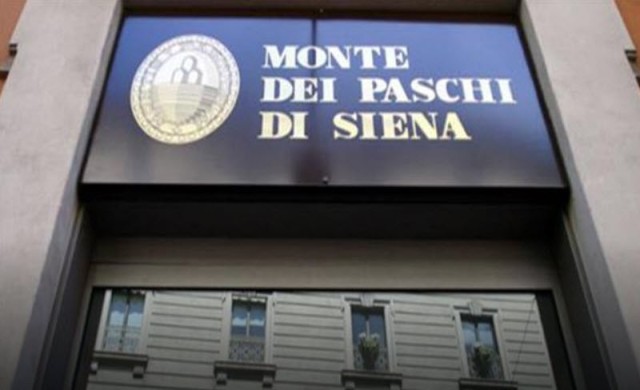 MONTE
DEI PASCHI
DI SIENA